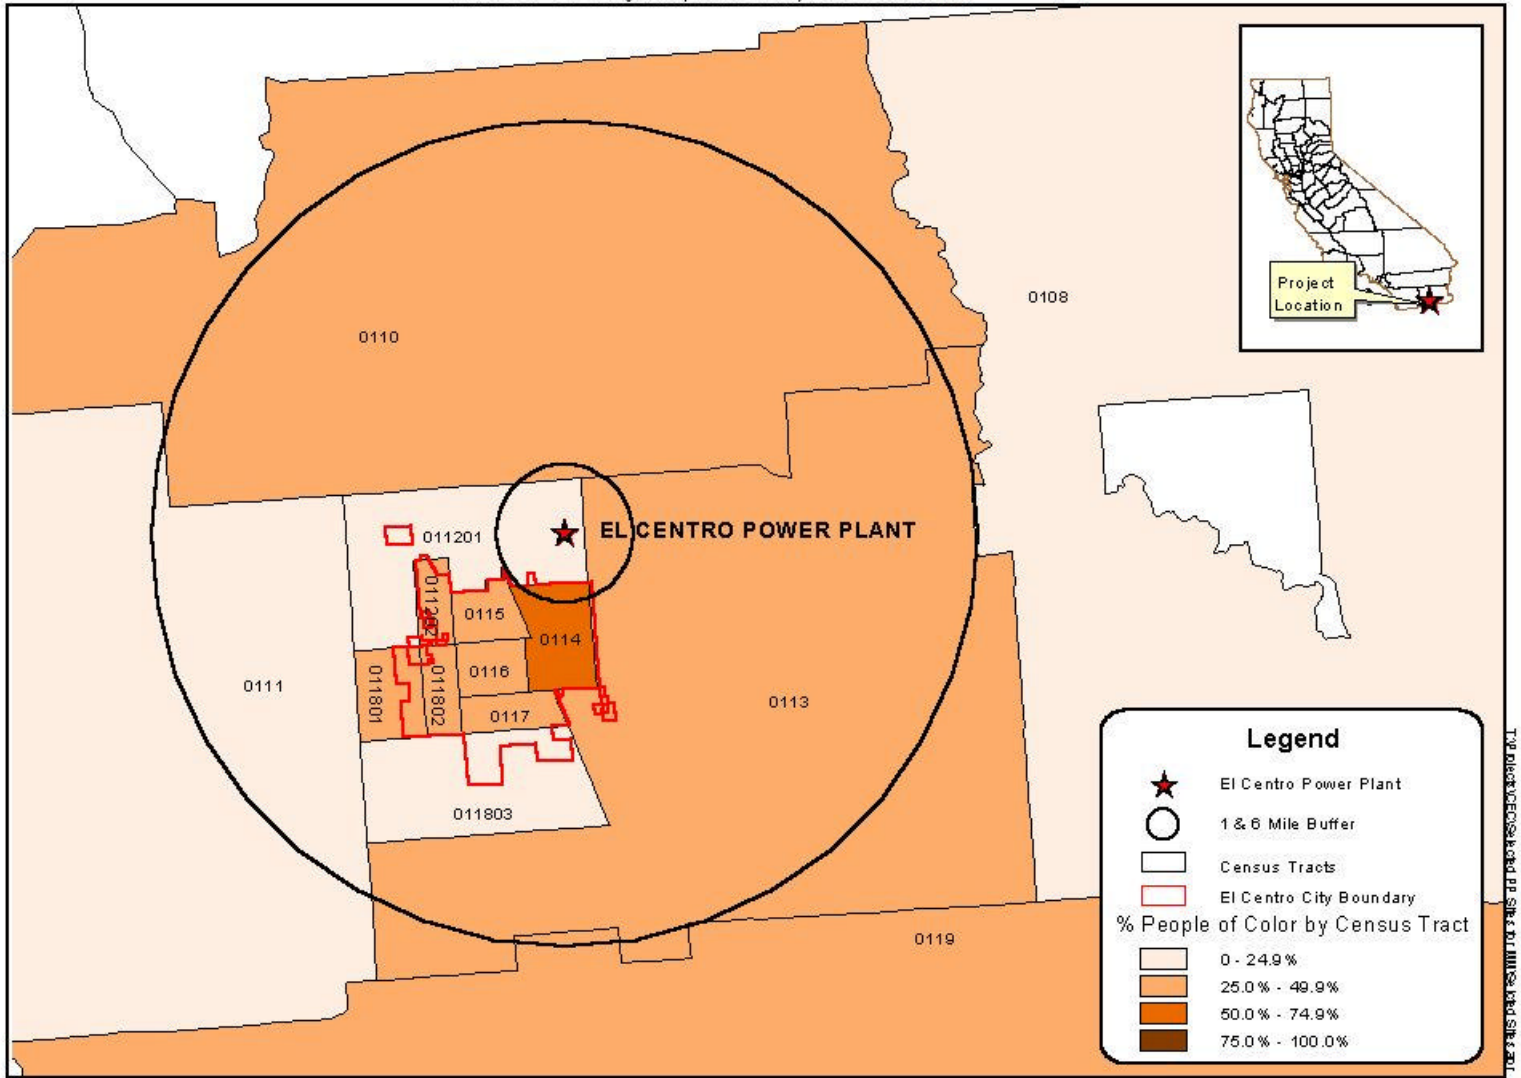 0108
Project
Location
0110
EL CENTRO POWER PLANT
011201
011202
0115
0114
0116
0111
011801
011802
0117
0113
011803
0119
Legend
El Centro Power Plant
1 & 6 Mile Buffer
Census Tracts
El Centro City Boundary
% People of Color by Census Tract
0 - 24.9%
25.0% - 49.9%
50.0% - 74.9%
75.0% - 100.0%